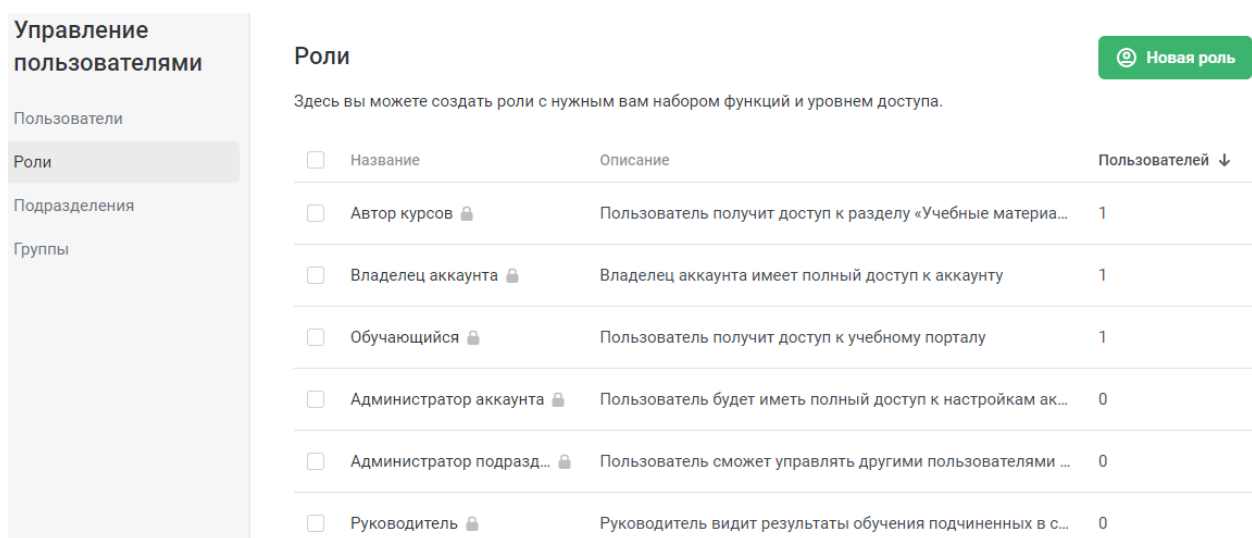 Управление
пользователями
Пользователи
Роли
Подразделения
Группы
Роли
Новая роль
Здесь вы можете создать роли с нужным вам набором функций и уровнем доступа.
Название Описание Пользователей
Автор курсов Пользователь получит доступ к разделу «Учебные материа... 1
Владелец аккаунта Владелец аккаунта имеет полный доступ к аккаунту 1
Обучающийся Пользователь получит доступ к учебному порталу 1
Администратор аккаунта Пользователь будет иметь полный доступ к настройкам ак... 0
Администратор подразд... Пользователь сможет управлять другими пользователями ... 0
Руководитель Руководитель видит результаты обучения подчиненных в с... 0